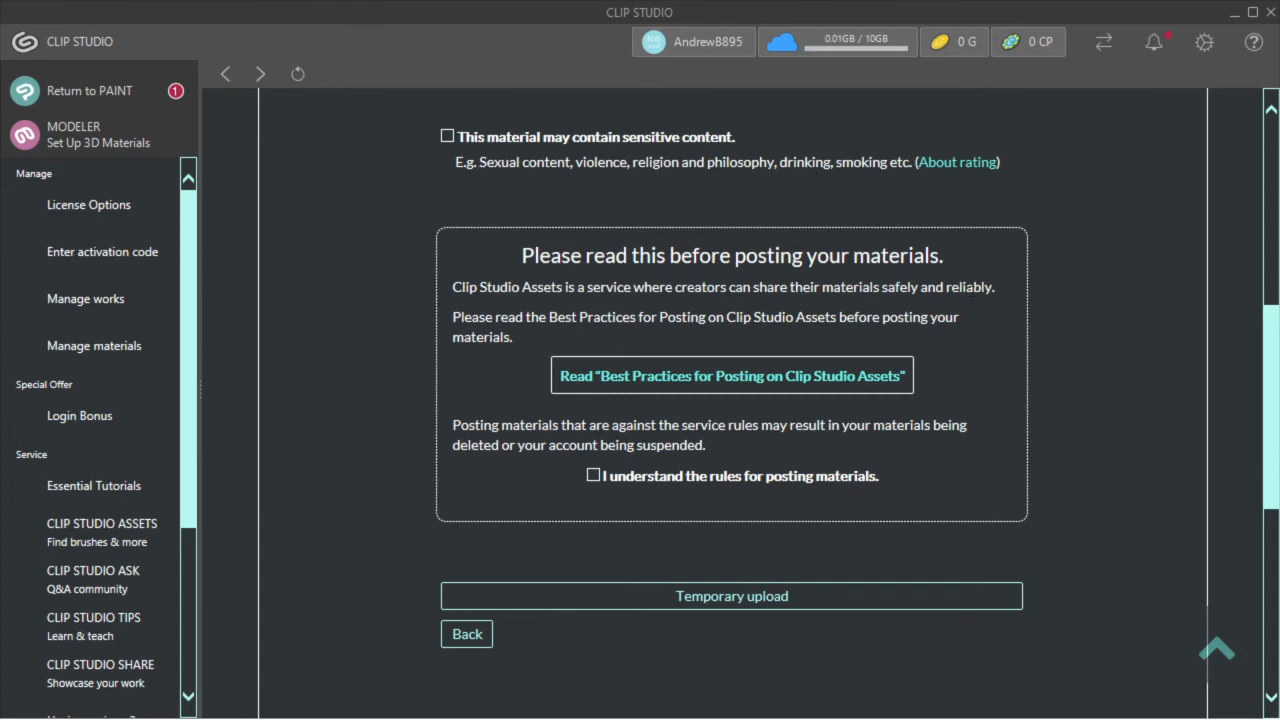 CLIP STUDIO
CLIP STUDIO
AndrewB895
0.01GB / 10GB
0 G
0 CP
Return to PAINT
1
MODELER
Set Up 3D Materials
Manage
License Options
Enter activation code
Manage works
Manage materials
Special Offer
Login Bonus
Service
Essential Tutorials
CLIP STUDIO ASSETS
Find brushes & more
CLIP STUDIO ASK
Q&A community
CLIP STUDIO TIPS
Learn & teach
CLIP STUDIO SHARE
Showcase your work
This material may contain sensitive content.
E.g. Sexual content, violence, religion and philosophy, drinking, smoking etc. (About rating)
Please read this before posting your materials.
Clip Studio Assets is a service where creators can share their materials safely and reliably.
Please read the Best Practices for Posting on Clip Studio Assets before posting your
materials.
Read "Best Practices for Posting on Clip Studio Assets"
Posting materials that are against the service rules may result in your materials being
deleted or your account being suspended.
I understand the rules for posting materials.
Temporary upload
Back